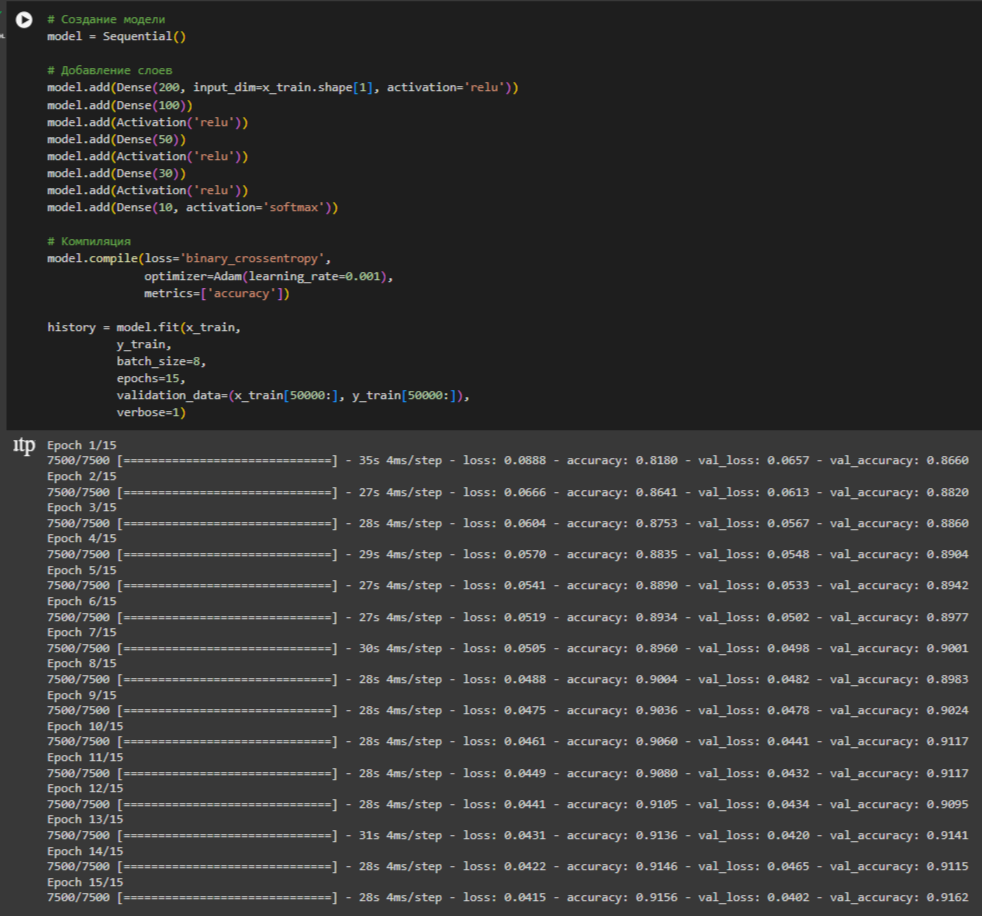 # Создание модели
model = Sequential()
# Добавление слоев
model.add(Dense(200, input_dim=x_train.shape[1], activation='relu'))
model.add(Dense(100))
model.add(Activation('relu'))
model.add(Dense(50))
model.add(Activation('relu'))
model.add(Dense(30))
model.add(Activation('relu'))
model.add(Dense(10, activation='softmax'))
# Компиляция
model.compile(loss='binary_crossentropy',
optimizer=Adam(learning_rate=0.001),
metrics=['accuracy'])
history = model.fit(x_train,
y_train,
batch_size=8,
epochs=15,
validation_data=(x_train[50000:], y_train[50000:]),
verbose=1)
Epoch 1/15
7500/7500 [==============================] - 35s 4ms/step - loss: 0.0888 - accuracy: 0.8180 - val_loss: 0.0657 - val_accuracy: 0.8660
Epoch 2/15
7500/7500 [==============================] - 27s 4ms/step - loss: 0.0666 - accuracy: 0.8641 - val_loss: 0.0613 - val_accuracy: 0.8820
Epoch 3/15
7500/7500 [==============================] - 28s 4ms/step - loss: 0.0604 - accuracy: 0.8753 - val_loss: 0.0567 - val_accuracy: 0.8860
Epoch 4/15
7500/7500 [==============================] - 29s 4ms/step - loss: 0.0570 - accuracy: 0.8835 - val_loss: 0.0548 - val_accuracy: 0.8904
Epoch 5/15
7500/7500 [==============================] - 27s 4ms/step - loss: 0.0541 - accuracy: 0.8890 - val_loss: 0.0533 - val_accuracy: 0.8942
Epoch 6/15
7500/7500 [==============================] - 27s 4ms/step - loss: 0.0519 - accuracy: 0.8934 - val_loss: 0.0502 - val_accuracy: 0.8977
Epoch 7/15
7500/7500 [==============================] - 30s 4ms/step - loss: 0.0505 - accuracy: 0.8960 - val_loss: 0.0498 - val_accuracy: 0.9001
Epoch 8/15
7500/7500 [==============================] - 28s 4ms/step - loss: 0.0488 - accuracy: 0.9004 - val_loss: 0.0482 - val_accuracy: 0.8983
Epoch 9/15
7500/7500 [==============================] - 28s 4ms/step - loss: 0.0475 - accuracy: 0.9036 - val_loss: 0.0478 - val_accuracy: 0.9024
Epoch 10/15
7500/7500 [==============================] - 28s 4ms/step - loss: 0.0461 - accuracy: 0.9060 - val_loss: 0.0441 - val_accuracy: 0.9117
Epoch 11/15
7500/7500 [==============================] - 28s 4ms/step - loss: 0.0449 - accuracy: 0.9080 - val_loss: 0.0432 - val_accuracy: 0.9117
Epoch 12/15
7500/7500 [==============================] - 28s 4ms/step - loss: 0.0441 - accuracy: 0.9105 - val_loss: 0.0434 - val_accuracy: 0.9095
Epoch 13/15
7500/7500 [==============================] - 31s 4ms/step - loss: 0.0431 - accuracy: 0.9136 - val_loss: 0.0420 - val_accuracy: 0.9141
Epoch 14/15
7500/7500 [==============================] - 28s 4ms/step - loss: 0.0422 - accuracy: 0.9146 - val_loss: 0.0465 - val_accuracy: 0.9115
Epoch 15/15
7500/7500 [==============================] - 28s 4ms/step - loss: 0.0415 - accuracy: 0.9156 - val_loss: 0.0402 - val_accuracy: 0.9162